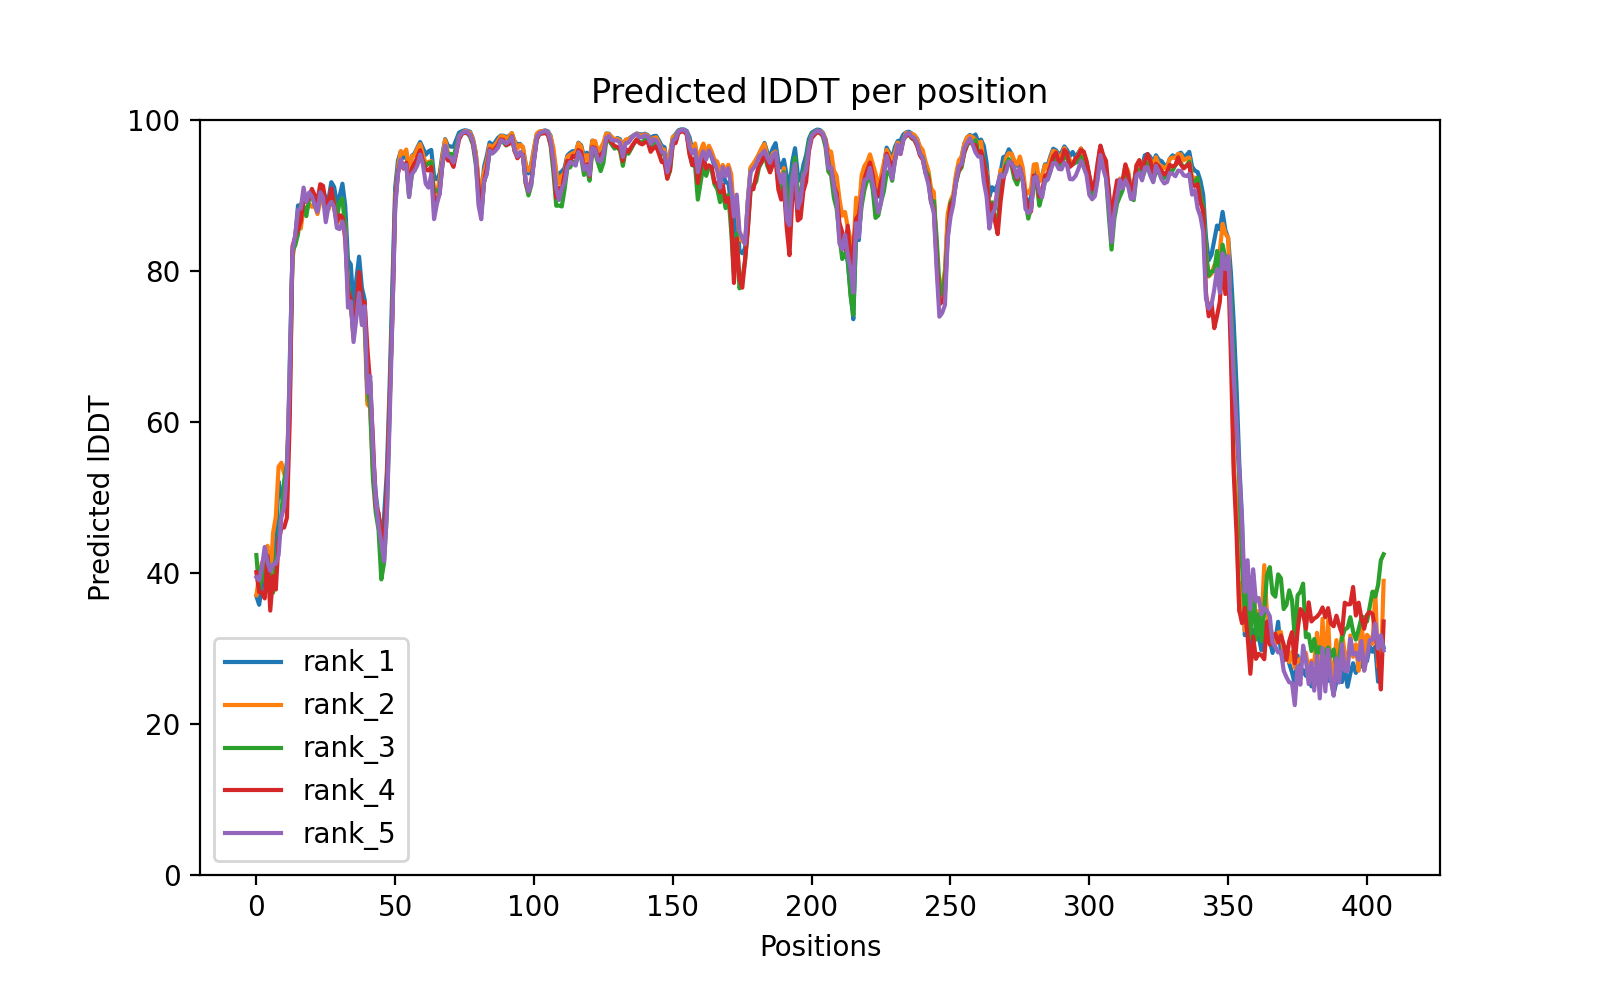 Predicted lDDT per position
100
80
60
40
20
0
Predicted lDDT
rank_1
rank_2
rank_3
rank_4
rank_5
0 50 100 150 200 250 300 350 400
Positions